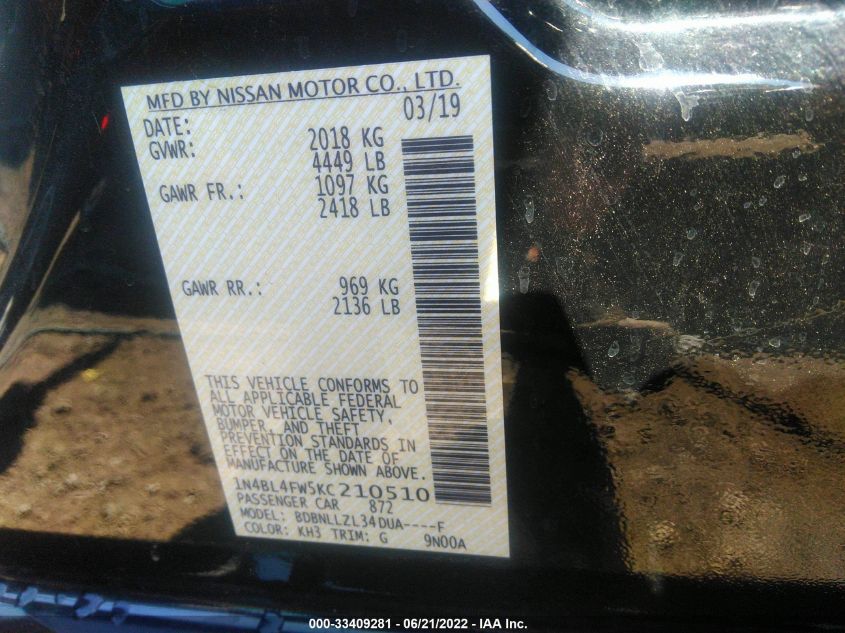 MFD BY NISSAN MOTOR CO., LTD.
DATE: 03/19
GVWR: 2018 KG
4449 LB
GAWR FR.: 1097 KG
2418 LB
GAWR RR.: 969 KG
2136 LB
THIS VEHICLE CONFORMS TO
ALL APPLICABLE FEDERAL
MOTOR VEHICLE SAFETY,
BUMPER, AND THEFT
PREVENTION STANDARDS IN
EFFECT ON THE DATE OF
MANUFACTURE SHOWN ABOVE.
1N4BL4FW5KC210510
PASSENGER CAR 872
MODEL: BDBNLLZL34DUA----F
COLOR: KH3 TRIM: G 9N00A
000-33409281 - 06/21/2022 - IAA Inc.